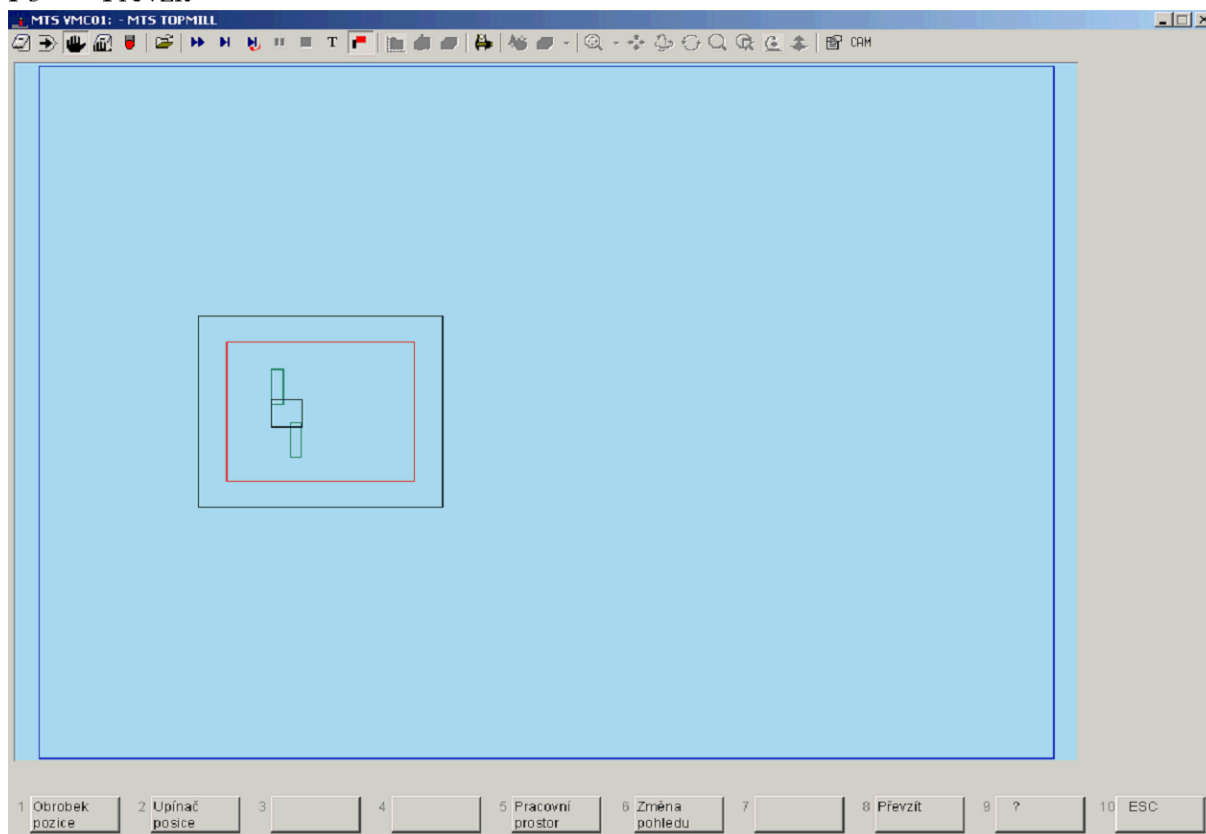 MTS VMC01: - MTS TOPMILL
T
CAM
1 Obrobek pozice
2 Upínač posice
3
4
5 Pracovní prostor
6 Změna pohledu
7
8 Převzít
9 ?
10 ESC